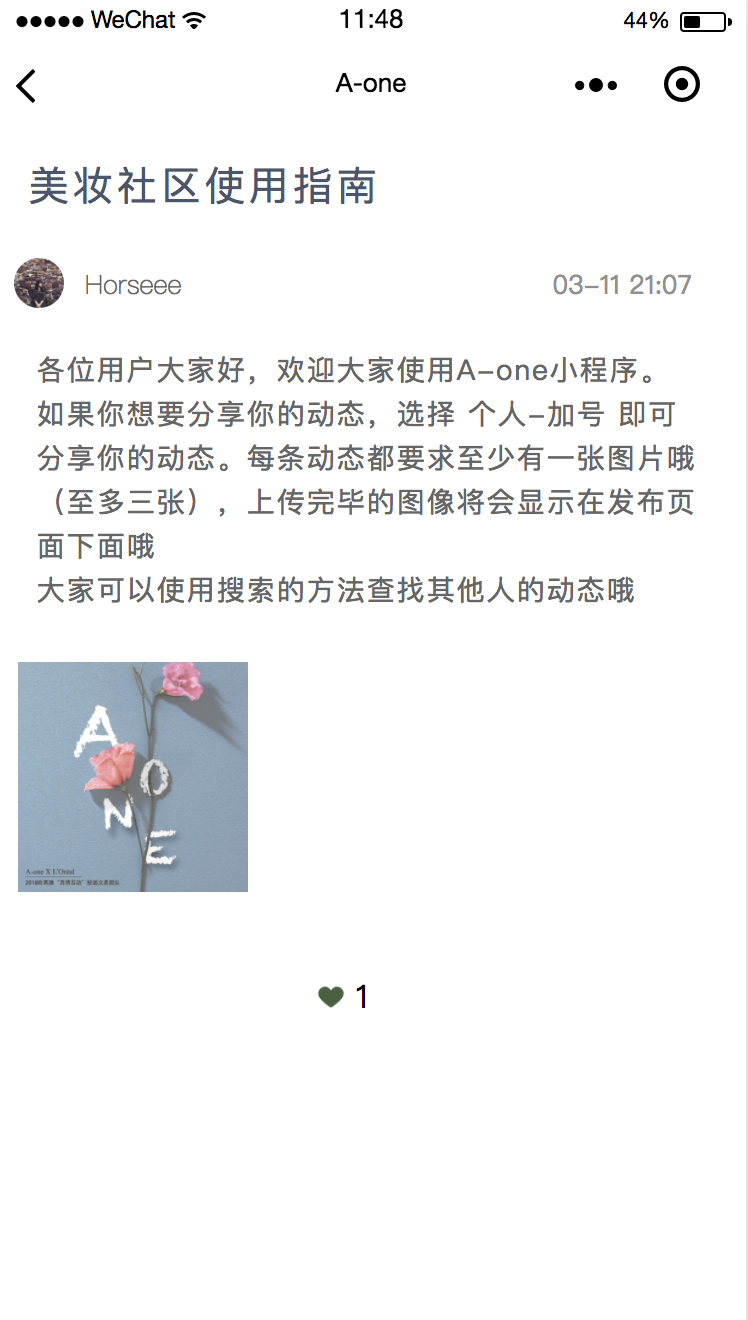 WeChat 11:48 44%
A-one
美妆社区使用指南
Horseee 03-11 21:07
各位用户大家好，欢迎大家使用A-one小程序。
如果你想要分享你的动态，选择 个人-加号 即可
分享你的动态。每条动态都要求至少有一张图片哦
（至多三张），上传完毕的图像将会显示在发布页
面下面哦
大家可以使用搜索的方法查找其他人的动态哦
A
O
N
E
A-one X L'Oréal
1